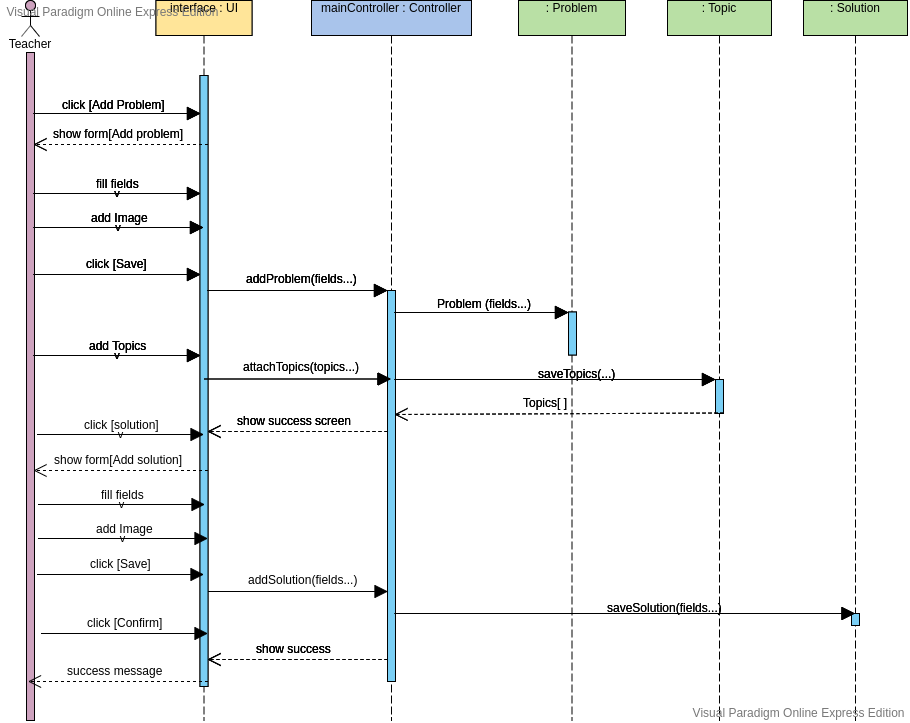 Visual Paradigm Online Express Edition
interface : UI
mainController : Controller
: Problem
: Topic
: Solution
Teacher
click [Add Problem]
show form[Add problem]
fill fields
v
add Image
v
click [Save]
addProblem(fields...)
Problem (fields...)
add Topics
v
attachTopics(topics...)
saveTopics(...)
Topics[ ]
show success screen
click [solution]
v
show form[Add solution]
fill fields
v
add Image
v
click [Save]
addSolution(fields...)
saveSolution(fields...)
click [Confirm]
show success
success message
Visual Paradigm Online Express Edition